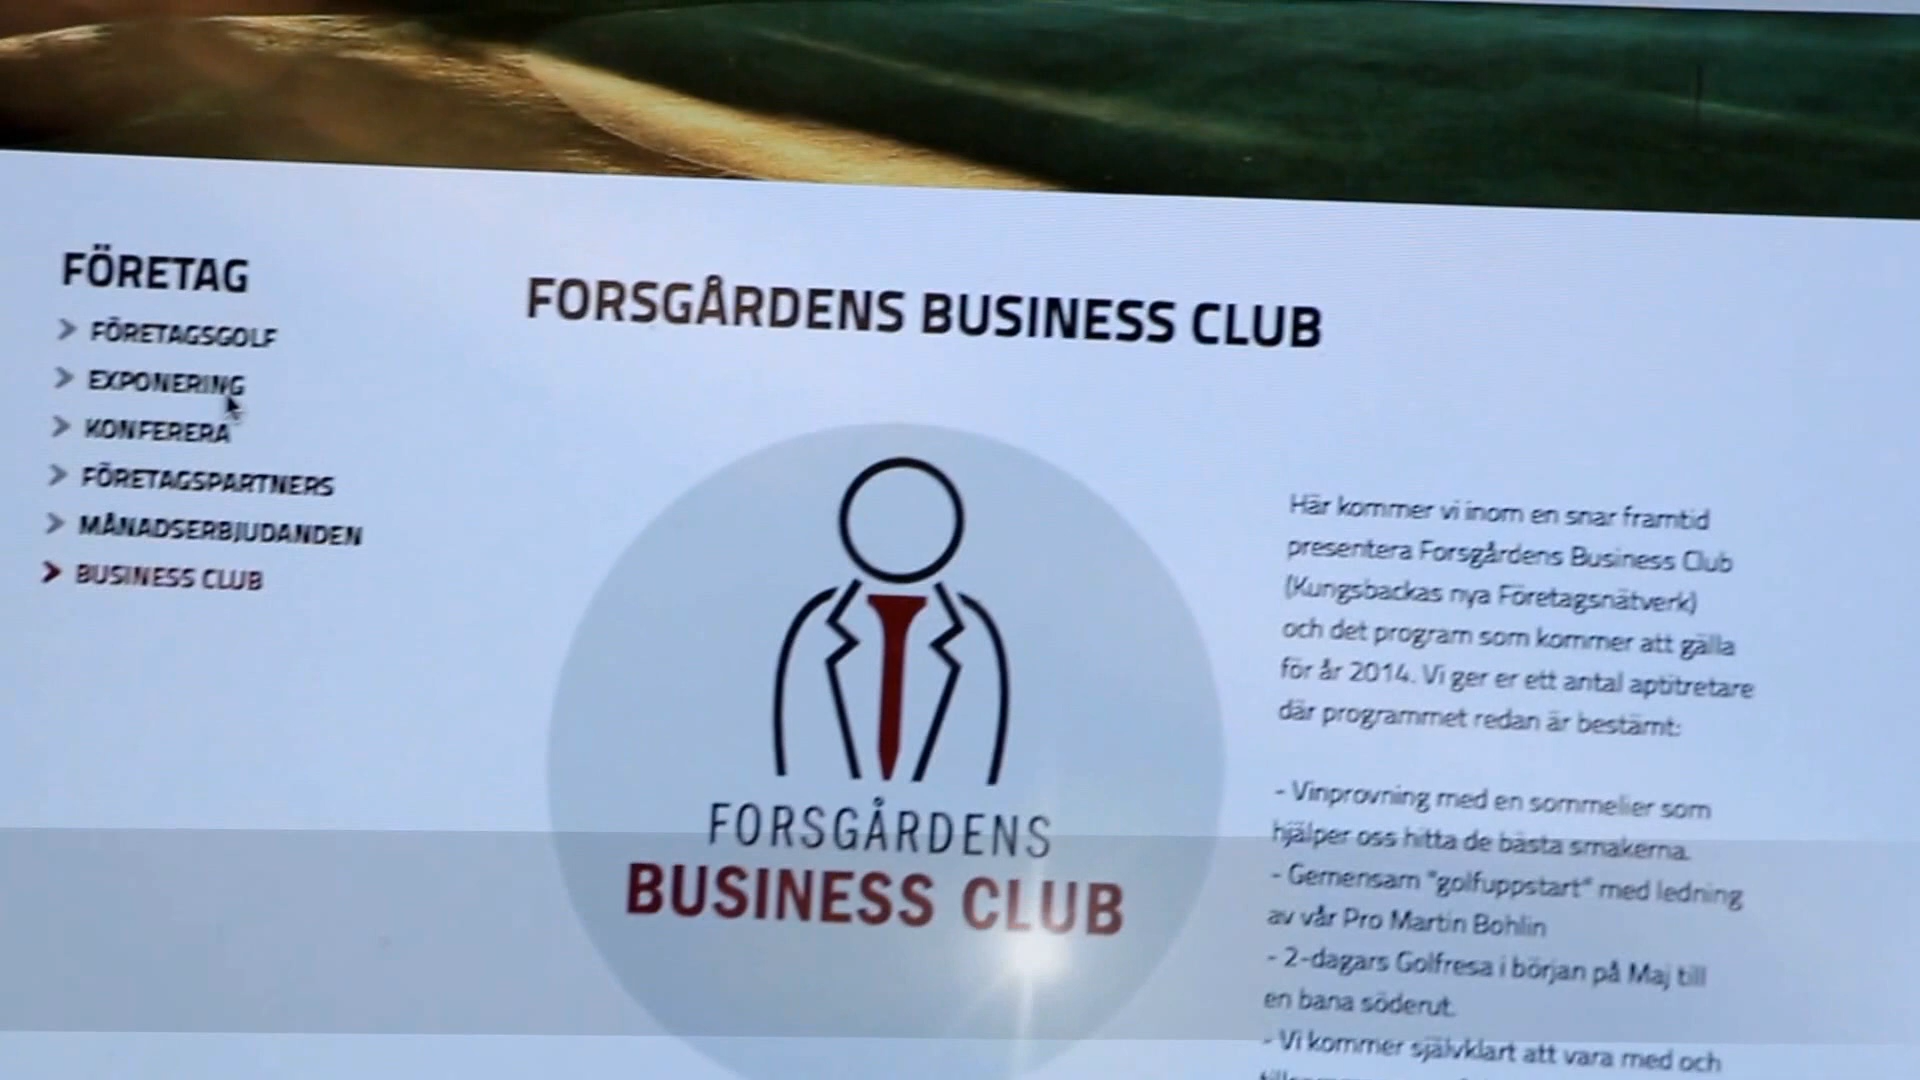 FÖRETAG
FÖRETAGSGOLF
EXPONERING
KONFERERA
FÖRETAGSPARTNERS
MÅNADSERBJUDANDEN
BUSINESS CLUB
FORSGÅRDENS BUSINESS CLUB
FORSGÅRDENS
BUSINESS CLUB
Här kommer vi inom en snar framtid
presentera Forsgårdens Business Club
(Kungsbackas nya Företagsnätverk)
och det program som kommer att gälla
för år 2014. Vi ger er ett antal aptitretare
där programmet redan är bestämt:
- Vinprovning med en sommelier som
hjälper oss hitta de bästa smakerna.
- Gemensam "golfuppstart" med ledning
av vår Pro Martin Bohlin
- 2-dagars Golfresa i början på Maj till
en bana söderut.
- Vi kommer självklart att vara med och